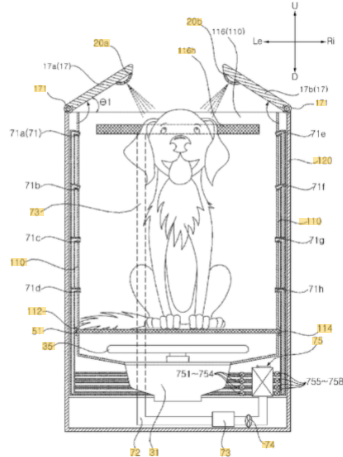 U
20b
20a
116(110)
Le
Ri
116h
17a(17)
D
17b(17)
171
Θ1
171
71a(71)
71e
120
71b
71f
73
110
71c
71g
110
71d
71h
112
51
114
35
75
751~754
755~758
72
31
73
74